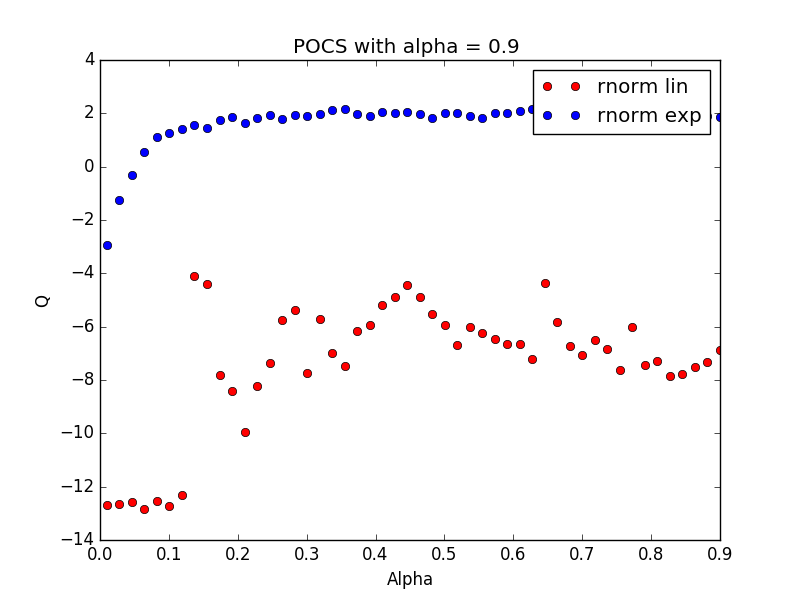 POCS with alpha = 0.9
rnorm lin
rnorm exp
4
2
0
−2
−4
−6
−8
−10
−12
−14
Q
0.0 0.1 0.2 0.3 0.4 0.5 0.6 0.7 0.8 0.9
Alpha